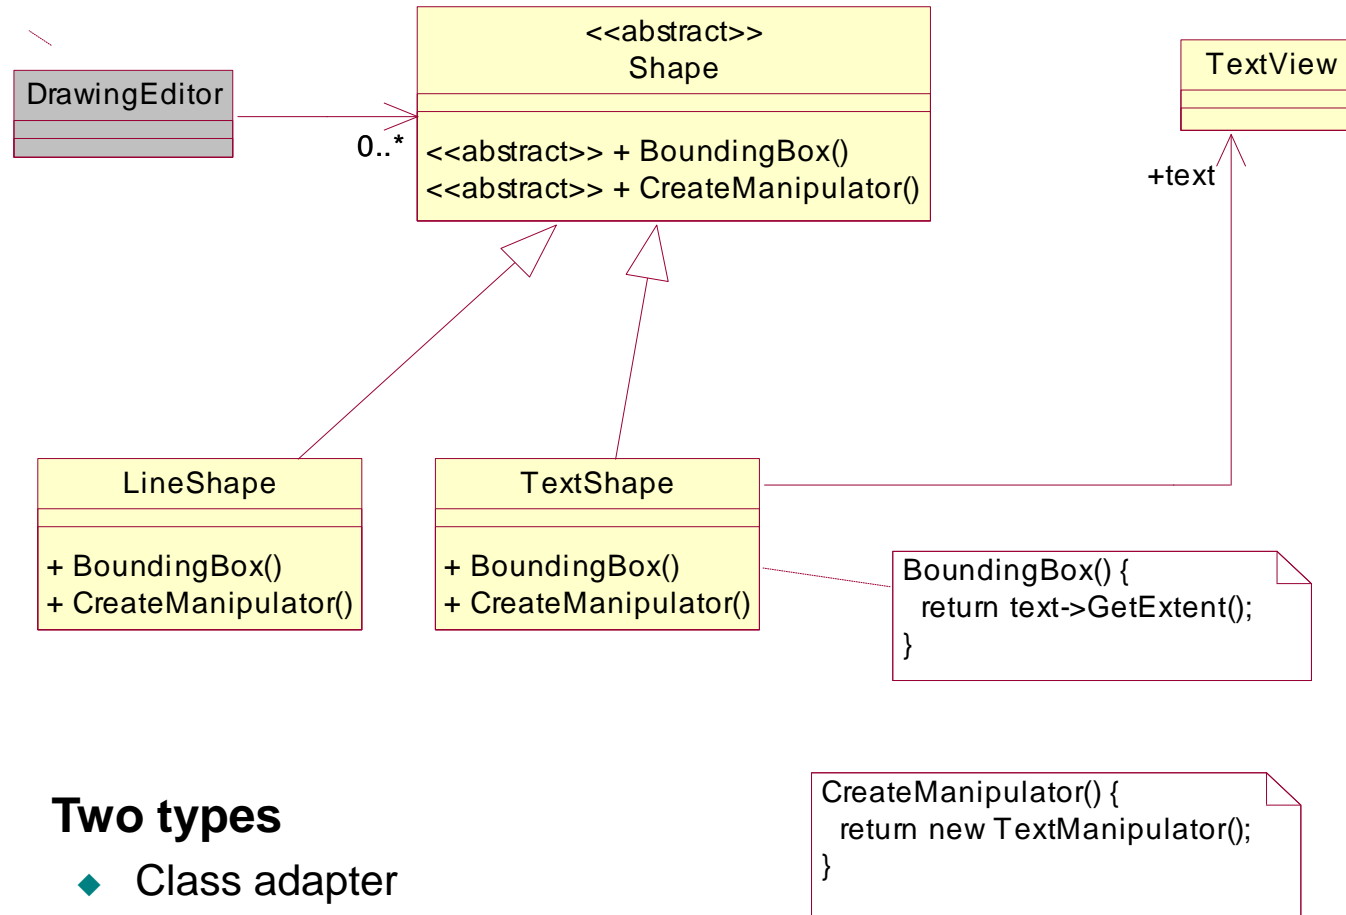 <<abstract>>
Shape
<<abstract>> + BoundingBox()
<<abstract>> + CreateManipulator()
DrawingEditor
0..*
TextView
+text
LineShape
+ BoundingBox()
+ CreateManipulator()
TextShape
+ BoundingBox()
+ CreateManipulator()
BoundingBox() {
return text->GetExtent();
}
CreateManipulator() {
return new TextManipulator();
}
Two types
Class adapter